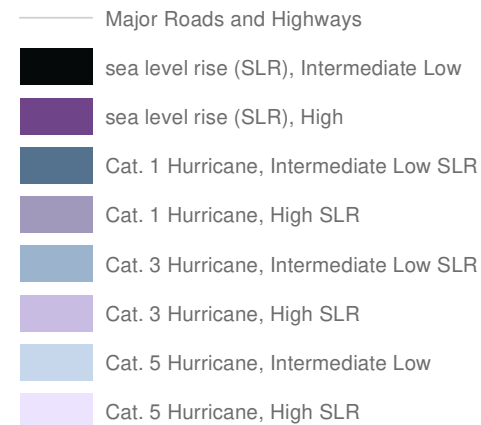 Major Roads and Highways
sea level rise (SLR), Intermediate Low
sea level rise (SLR), High
Cat. 1 Hurricane, Intermediate Low SLR
Cat. 1 Hurricane, High SLR
Cat. 3 Hurricane, Intermediate Low SLR
Cat. 3 Hurricane, High SLR
Cat. 5 Hurricane, Intermediate Low
Cat. 5 Hurricane, High SLR